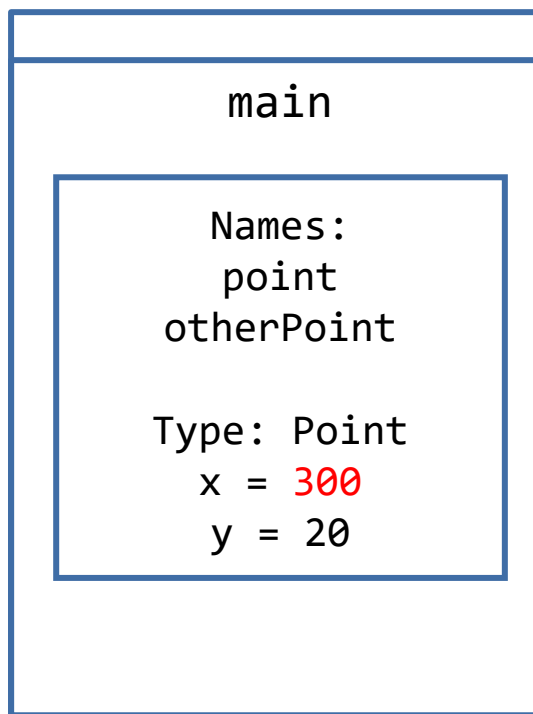 main
Names:
point
otherPoint
Type: Point
x = 300
y = 20